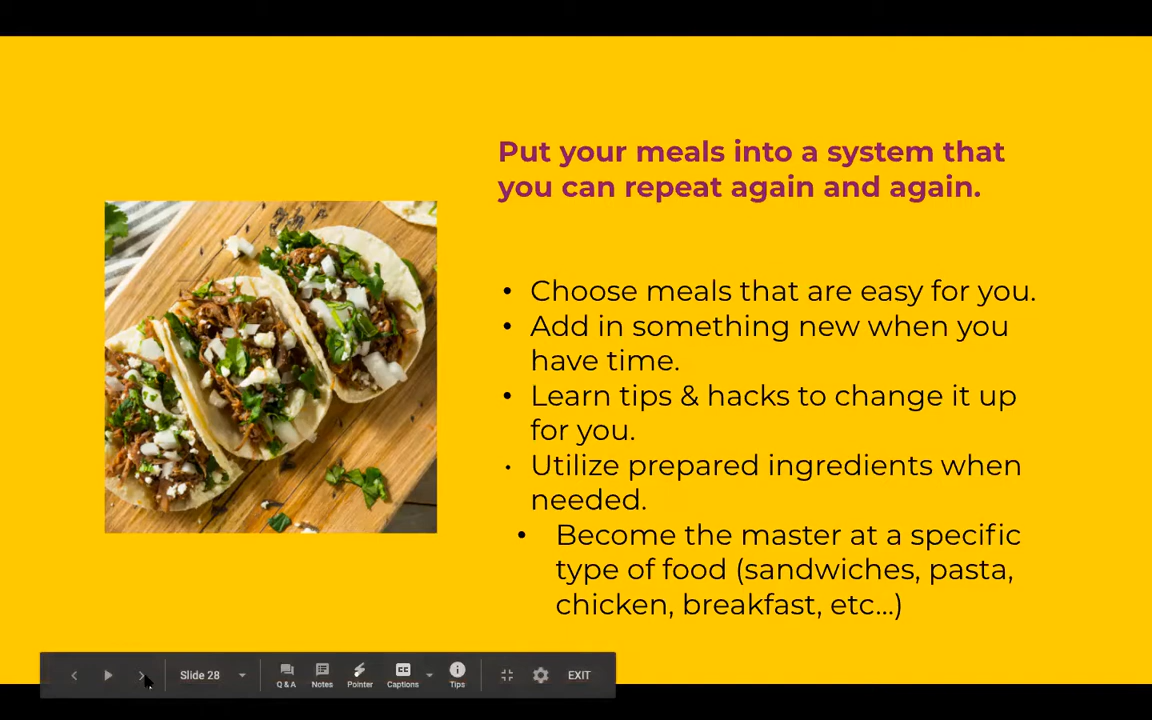 Put your meals into a system that
you can repeat again and again.
• Choose meals that are easy for you.
• Add in something new when you
have time.
• Learn tips & hacks to change it up
for you.
• Utilize prepared ingredients when
needed.
• Become the master at a specific
type of food (sandwiches, pasta,
chicken, breakfast, etc...)
Slide 28
Q & A
Notes
Pointer
CC
Captions
Tips
EXIT